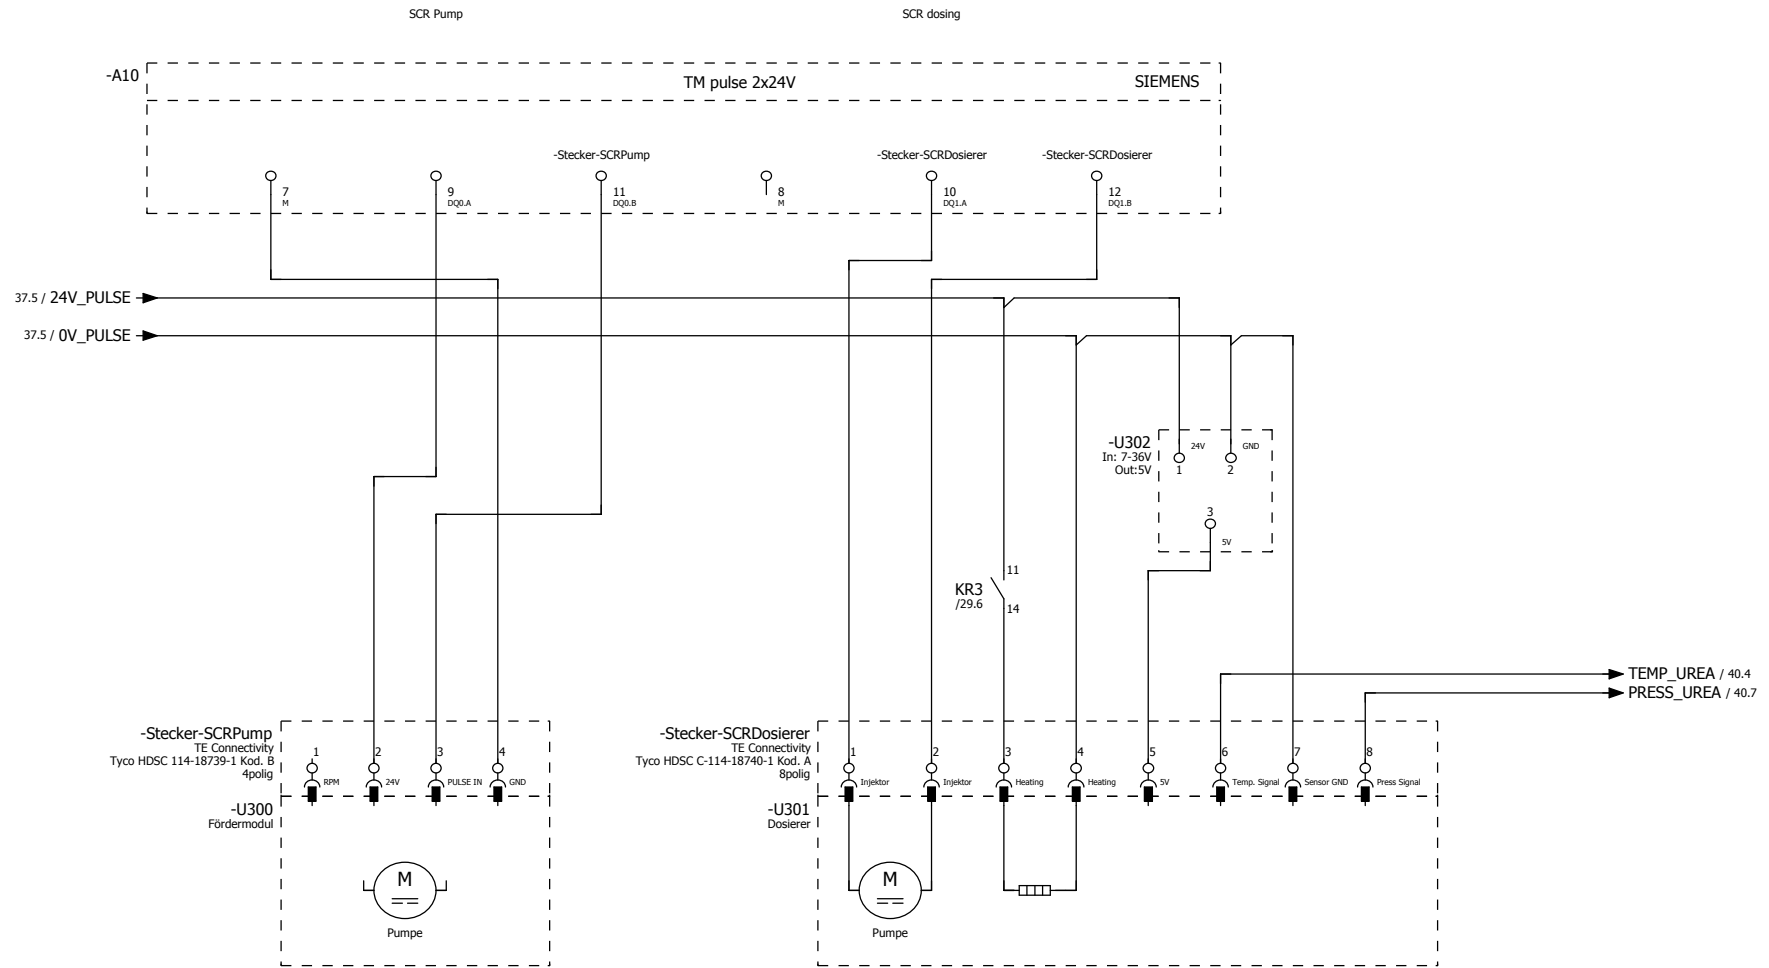 SCR Pump
SCR dosing
-A10
TM pulse 2x24V
SIEMENS
-Stecker-SCRPump
-Stecker-SCRDosierer
-Stecker-SCRDosierer
7
M
9
DQ0.A
11
DQ0.B
8
M
10
DQ1.A
12
DQ1.B
37.5 / 24V_PULSE
37.5 / 0V_PULSE
-U302
In: 7-36V
Out:5V
24V
1
GND
2
3
5V
KR3
/29.6
11
14
TEMP_UREA / 40.4
PRESS_UREA / 40.7
-Stecker-SCRPump
TE Connectivity
Tyco HDSC 114-18739-1 Kod. B
4polig
1
RPM
2
24V
3
PULSE IN
4
GND
-U300
Fördermodul
M
Pumpe
-Stecker-SCRDosierer
TE Connectivity
Tyco HDSC C-114-18740-1 Kod. A
8polig
1
Injektor
2
Injektor
3
Heating
4
Heating
5
5V
6
Temp. Signal
7
Sensor GND
8
Press Signal
-U301
Dosierer
M
Pumpe